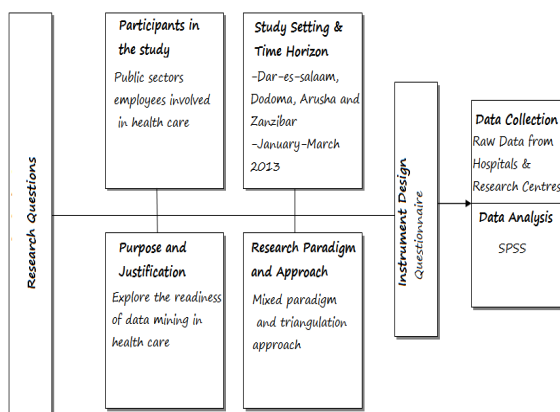 Research Questions
Participants in
the study
Public sectors
employees involved
in health care
Study Setting &
Time Horizon
-Dar-es-salaam,
Dodoma, Arusha and
Zanzibar
-January-March
2013
Purpose and
Justification
Explore the readiness
of data mining in
health care
Research Paradigm
and Approach
Mixed paradigm
and triangulation
approach
Instrument Design
Questionnaire
Data Collection
Raw Data from
Hospitals &
Research Centres
Data Analysis
SPSS